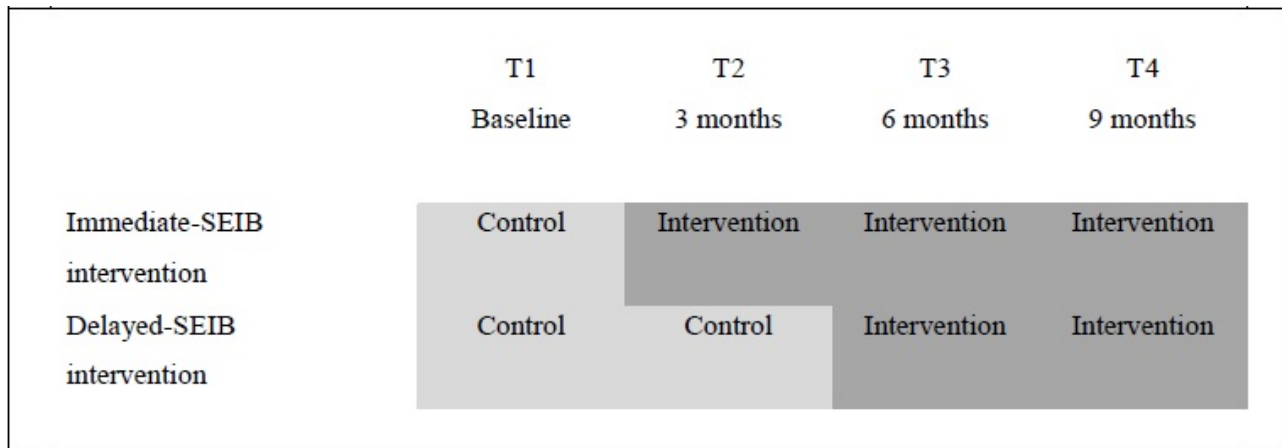 T1 T2 T3 T4
Baseline 3 months 6 months 9 months
Immediate-SEIB Control Intervention Intervention Intervention
intervention
Delayed-SEIB Control Control Intervention Intervention
intervention